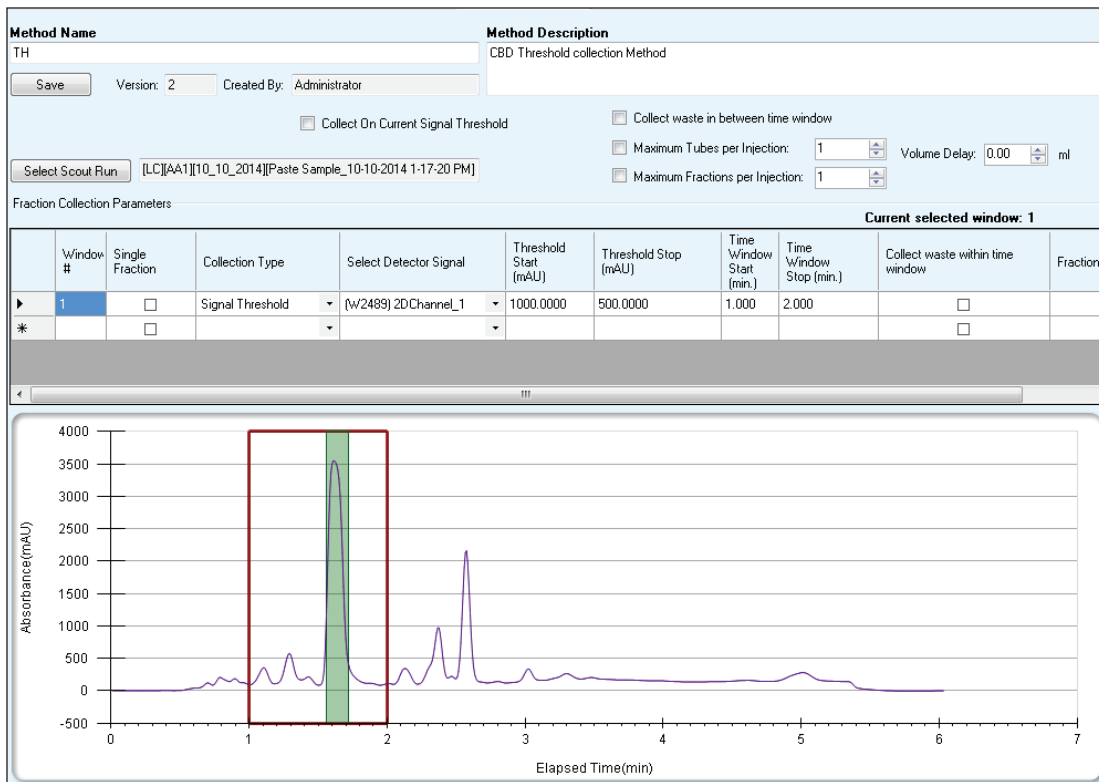 Method Name
Method Description
TH
CBD Threshold collection Method
Save
Version: 2
Created By: Administrator
Collect On Current Signal Threshold
Collect waste in between time window
Maximum Tubes per Injection: 1
Volume Delay: 0.00 ml
Maximum Fractions per Injection: 1
Select Scout Run
[LC][AA1][10_10_2014][Paste Sample_10-10-2014 1-17-20 PM]
Fraction Collection Parameters
Current selected window: 1
Window #
Single Fraction
Collection Type
Select Detector Signal
Threshold Start (mAU)
Threshold Stop (mAU)
Time Window Start (min.)
Time Window Stop (min.)
Collect waste within time window
Fraction
1
Signal Threshold
(W2489) 2DChannel_1
1000.0000
500.0000
1.000
2.000
Absorbance(mAU)
4000
3500
3000
2500
2000
1500
1000
500
0
-500
0 1 2 3 4 5 6 7
Elapsed Time(min)